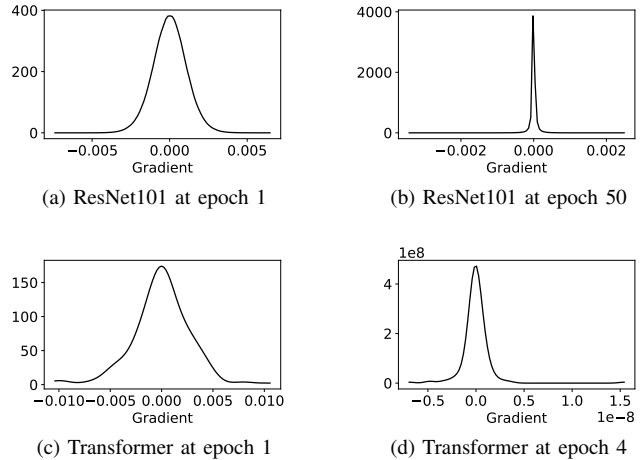 400
200
0
−0.005 0.000 0.005
Gradient
(a) ResNet101 at epoch 1
4000
2000
0
−0.002 0.000 0.002
Gradient
(b) ResNet101 at epoch 50
150
100
50
0
−0.010 −0.005 0.000 0.005 0.010
Gradient
(c) Transformer at epoch 1
1e8
4
2
0
−0.5 0.0 0.5 1.0 1.5
Gradient
1e−8
(d) Transformer at epoch 4